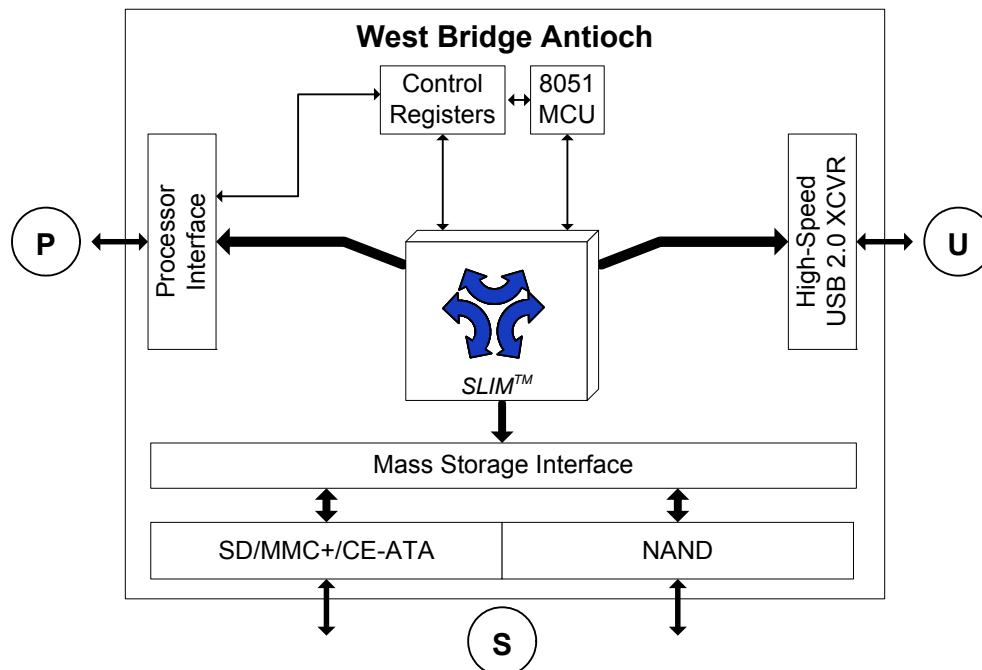 West Bridge Antioch
Control
Registers
8051
MCU
Processor
Interface
P
High-Speed
USB 2.0 XCVR
U
SLIM™
Mass Storage Interface
SD/MMC+/CE-ATA
NAND
S